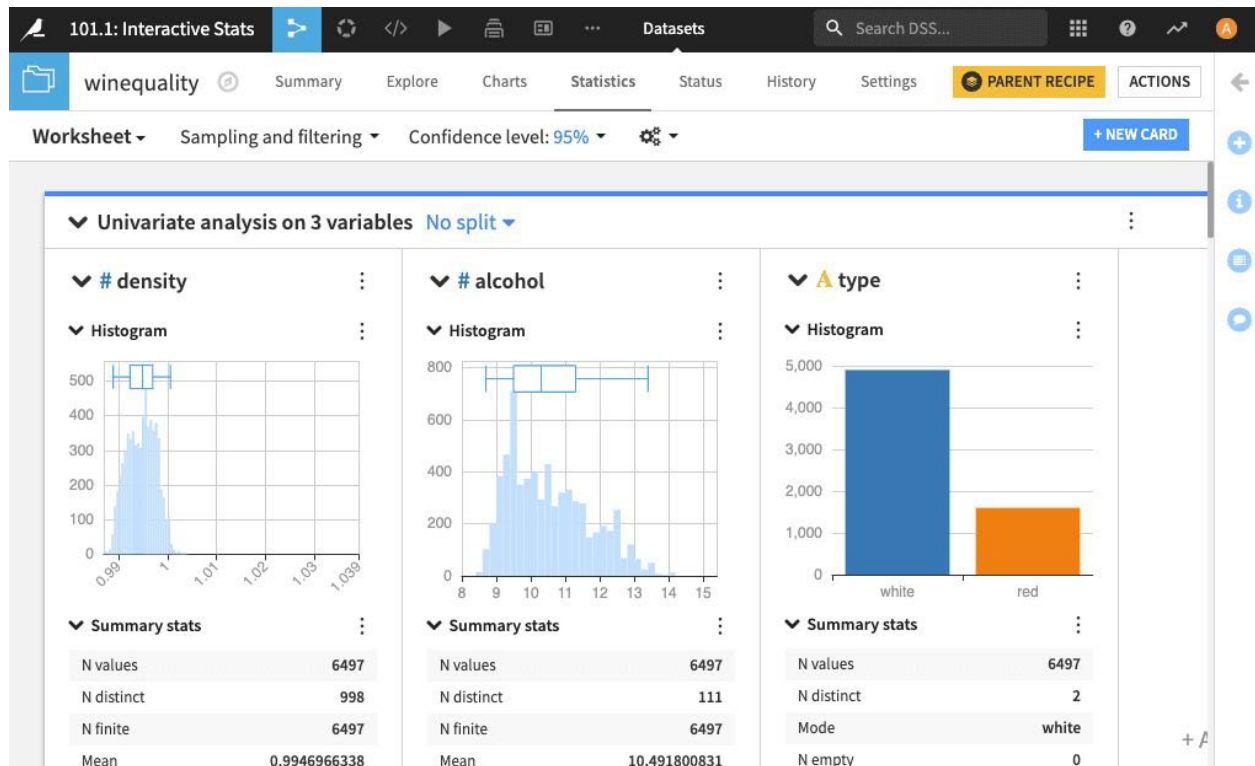 101.1: Interactive Stats </> ... Datasets Search DSS... ? A
winequality Summary Explore Charts Statistics Status History Settings PARENT RECIPE ACTIONS
Worksheet Sampling and filtering Confidence level: 95% + NEW CARD
Univariate analysis on 3 variables No split
# density
Histogram
500
400
300
200
100
0
0.99 1 1.01 1.02 1.03 1.039
Summary stats
N values 6497
N distinct 998
N finite 6497
Mean 0.9946966338
# alcohol
Histogram
800
600
400
200
0
8 9 10 11 12 13 14 15
Summary stats
N values 6497
N distinct 111
N finite 6497
Mean 10.491800831
A type
Histogram
5,000
4,000
3,000
2,000
1,000
0
white red
Summary stats
N values 6497
N distinct 2
Mode white
N empty 0